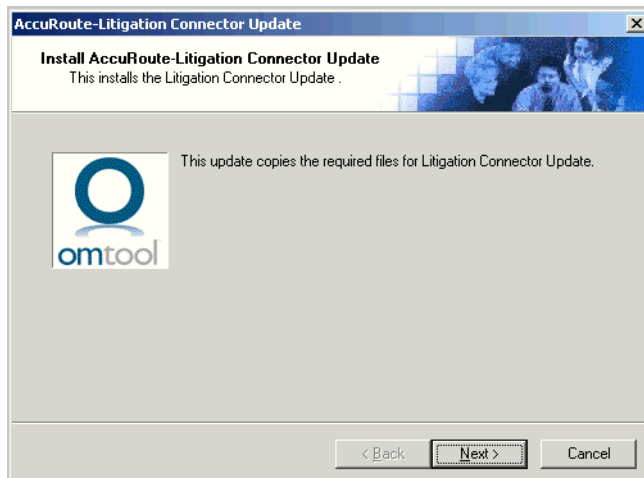 AccuRoute-Litigation Connector Update
Install AccuRoute-Litigation Connector Update
This installs the Litigation Connector Update .
This update copies the required files for Litigation Connector Update.
omtool
< Back
Next >
Cancel